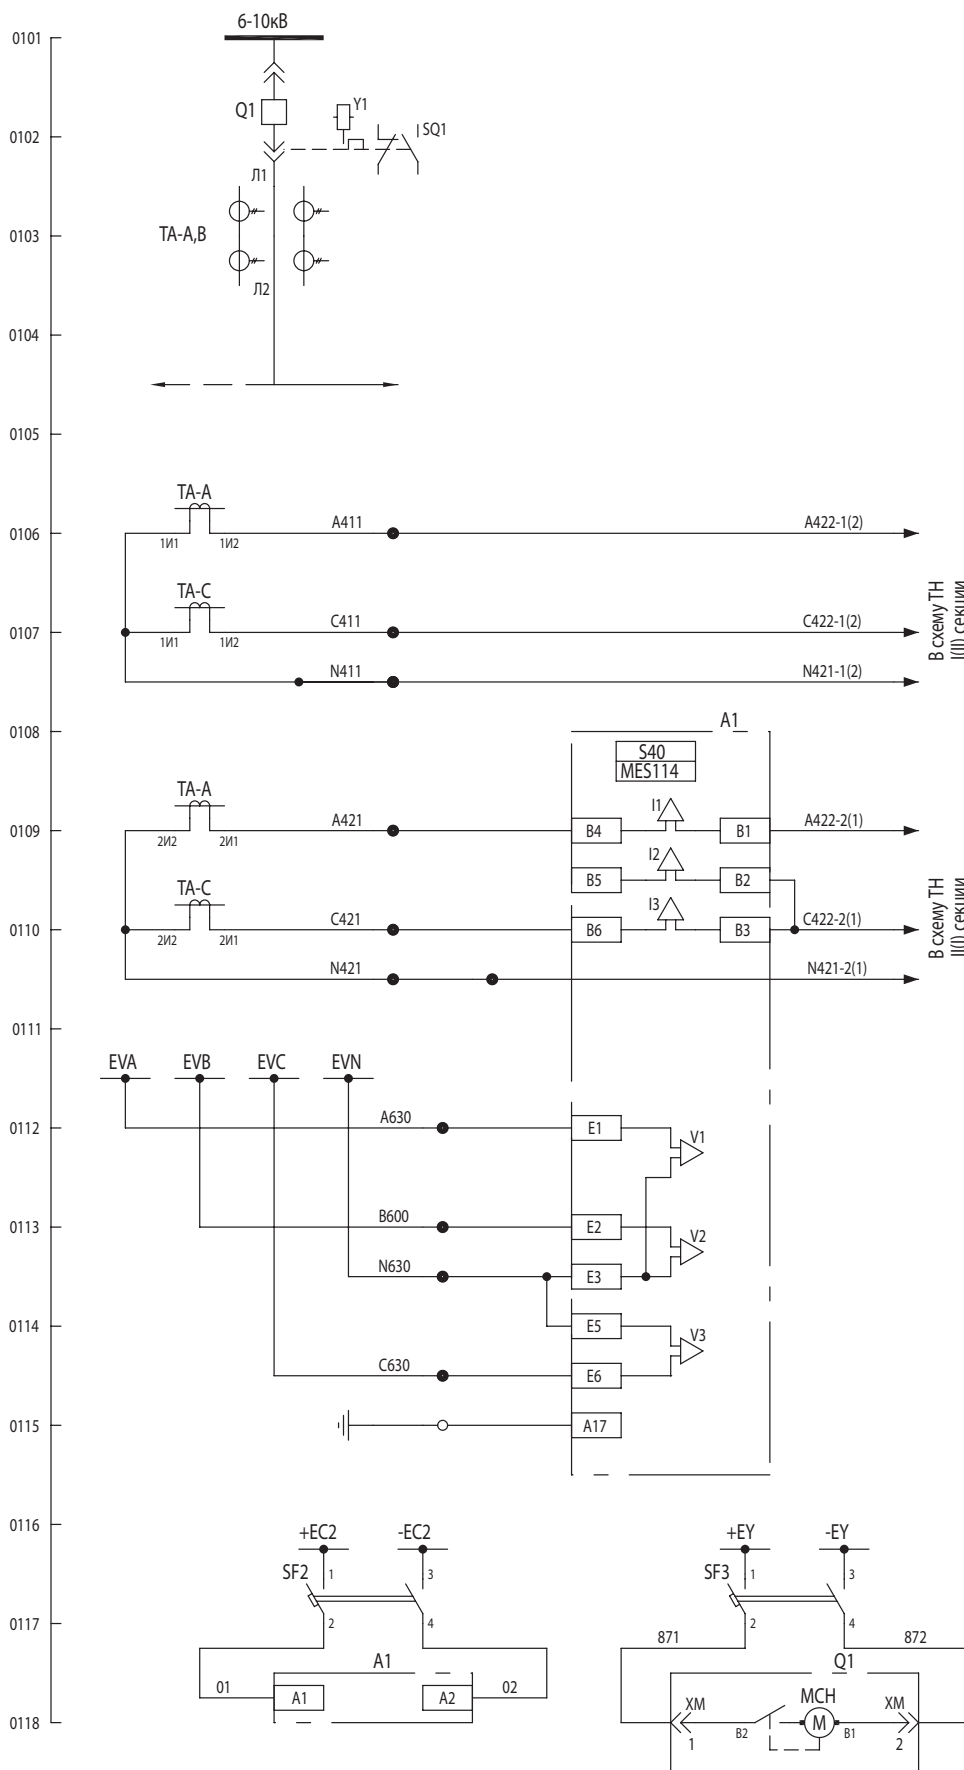 6-10кВ
0101
Q1
Y1
SQ1
0102
Л1
TA-A,B
0103
Л2
0104
0105
TA-A
A411
A422-1(2)
0106
1И1
1И2
TA-C
C411
C422-1(2)
0107
1И1
1И2
N411
N421-1(2)
В схему ТН
I(II) секции
0108
A1
S40
MES114
TA-A
I1
A421
A422-2(1)
0109
2И2
2И1
B4
B1
I2
B5
B2
TA-C
I3
C421
C422-2(1)
0110
2И2
2И1
B6
B3
N421
N421-2(1)
В схему ТН
II(I) секции
0111
EVA
EVB
EVC
EVN
A630
0112
E1
V1
B600
0113
E2
V2
N630
E3
0114
E5
V3
C630
E6
0115
A17
0116
+EC2
-EC2
+EY
-EY
SF2
1
3
SF3
1
3
0117
2
4
2
4
871
872
A1
Q1
01
A1
A2
02
XM
MCH
XM
0118
1
B2
M
B1
2